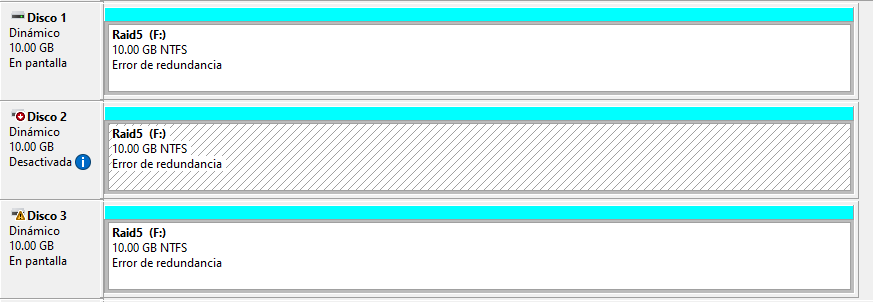 Disco 1
Dinámico
10.00 GB
En pantalla
Raid5 (F:)
10.00 GB NTFS
Error de redundancia
Disco 2
Dinámico
10.00 GB
Desactivada
Raid5 (F:)
10.00 GB NTFS
Error de redundancia
Disco 3
Dinámico
10.00 GB
En pantalla
Raid5 (F:)
10.00 GB NTFS
Error de redundancia